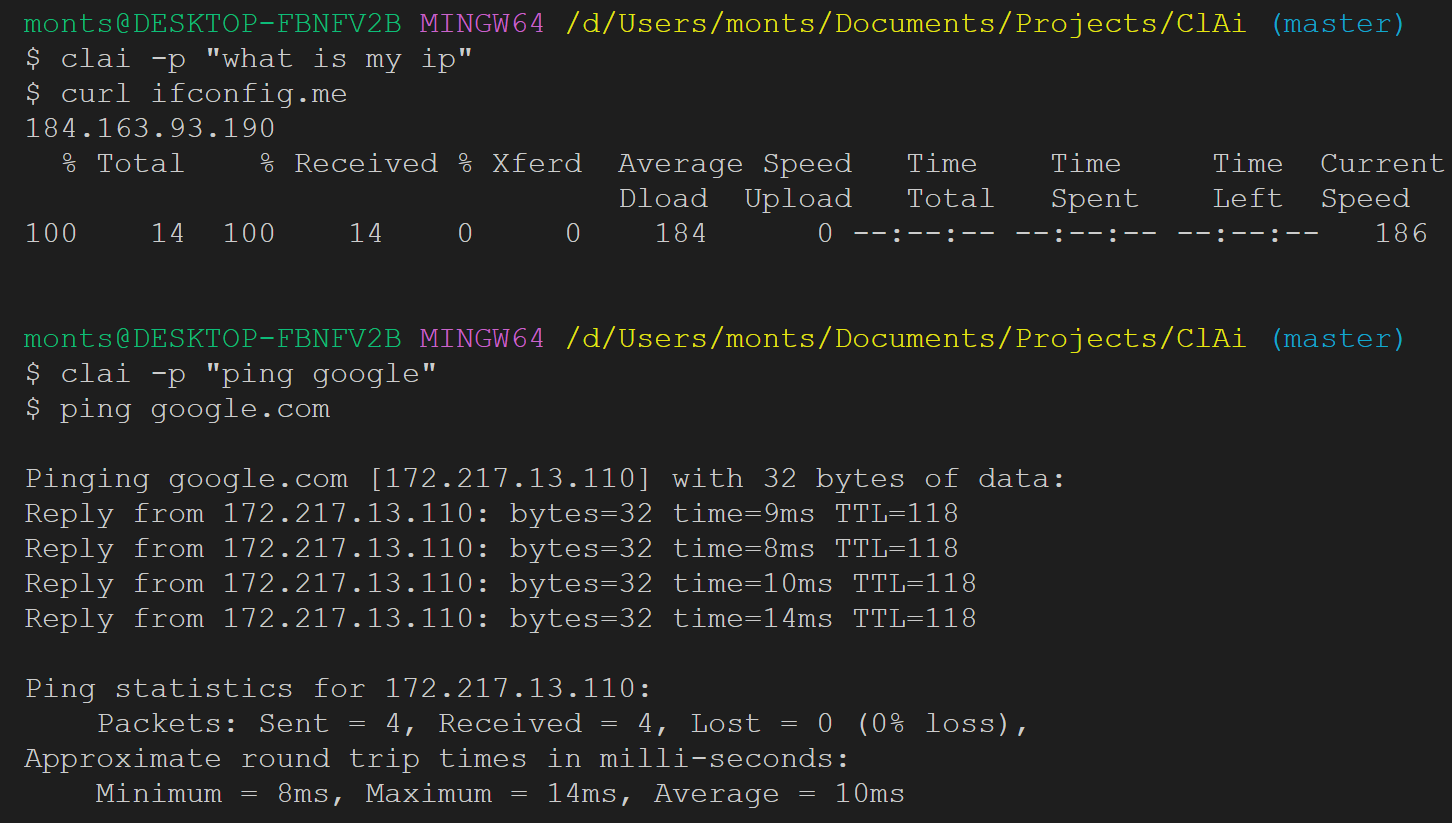 monts@DESKTOP-FBNFV2B MINGW64 /d/Users/monts/Documents/Projects/ClAi (master)
$ clai -p "what is my ip"
$ curl ifconfig.me
184.163.93.190
  % Total    % Received % Xferd  Average Speed   Time    Time     Time  Current
                                 Dload  Upload   Total   Spent    Left  Speed
100    14  100    14    0     0    184      0 --:--:-- --:--:-- --:--:--   186
monts@DESKTOP-FBNFV2B MINGW64 /d/Users/monts/Documents/Projects/ClAi (master)
$ clai -p "ping google"
$ ping google.com
Pinging google.com [172.217.13.110] with 32 bytes of data:
Reply from 172.217.13.110: bytes=32 time=9ms TTL=118
Reply from 172.217.13.110: bytes=32 time=8ms TTL=118
Reply from 172.217.13.110: bytes=32 time=10ms TTL=118
Reply from 172.217.13.110: bytes=32 time=14ms TTL=118
Ping statistics for 172.217.13.110:
    Packets: Sent = 4, Received = 4, Lost = 0 (0% loss),
Approximate round trip times in milli-seconds:
    Minimum = 8ms, Maximum = 14ms, Average = 10ms